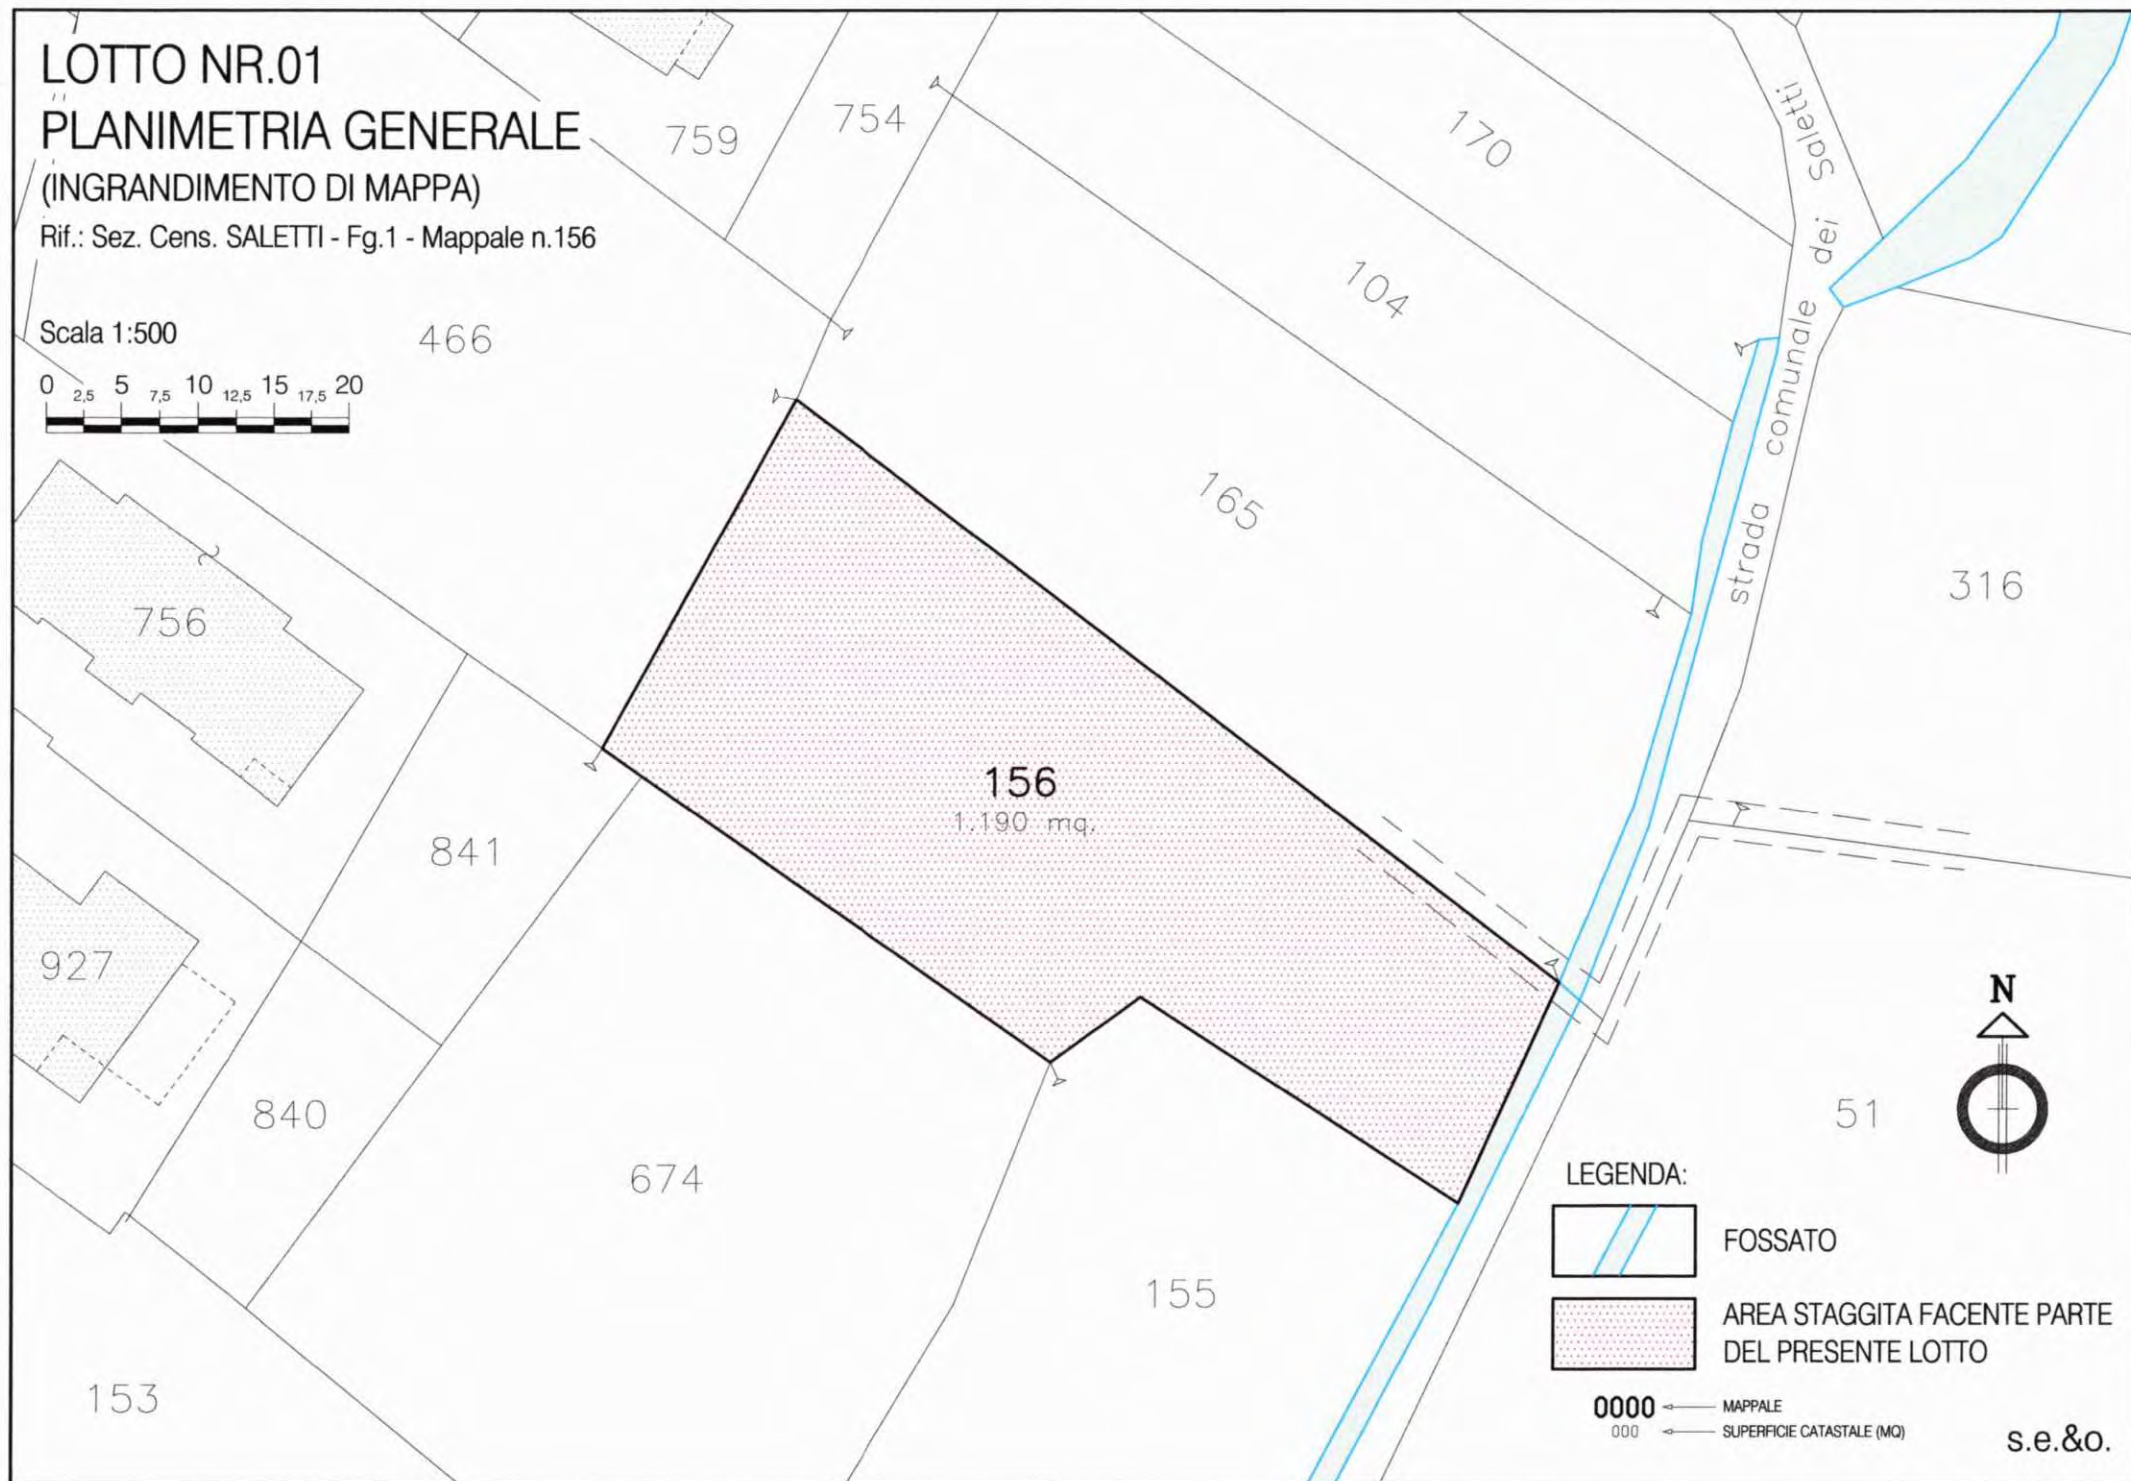 LOTTO NR.01
PLANIMETRIA GENERALE
(INGRANDIMENTO DI MAPPA)
Rif.: Sez. Cens. SALETTI - Fg.1 - Mappale n.156
Scala 1:500
0 2,5 5 7,5 10 12,5 15 17,5 20
759
754
170
104
466
165
strada comunale dei Saletti
316
756
156
1.190 mq.
841
927
840
674
155
51
153
N
LEGENDA:
FOSSATO
AREA STAGGITA FACENTE PARTE
DEL PRESENTE LOTTO
0000 MAPPALE
000 SUPERFICIE CATASTALE (MQ)
s.e.&o.